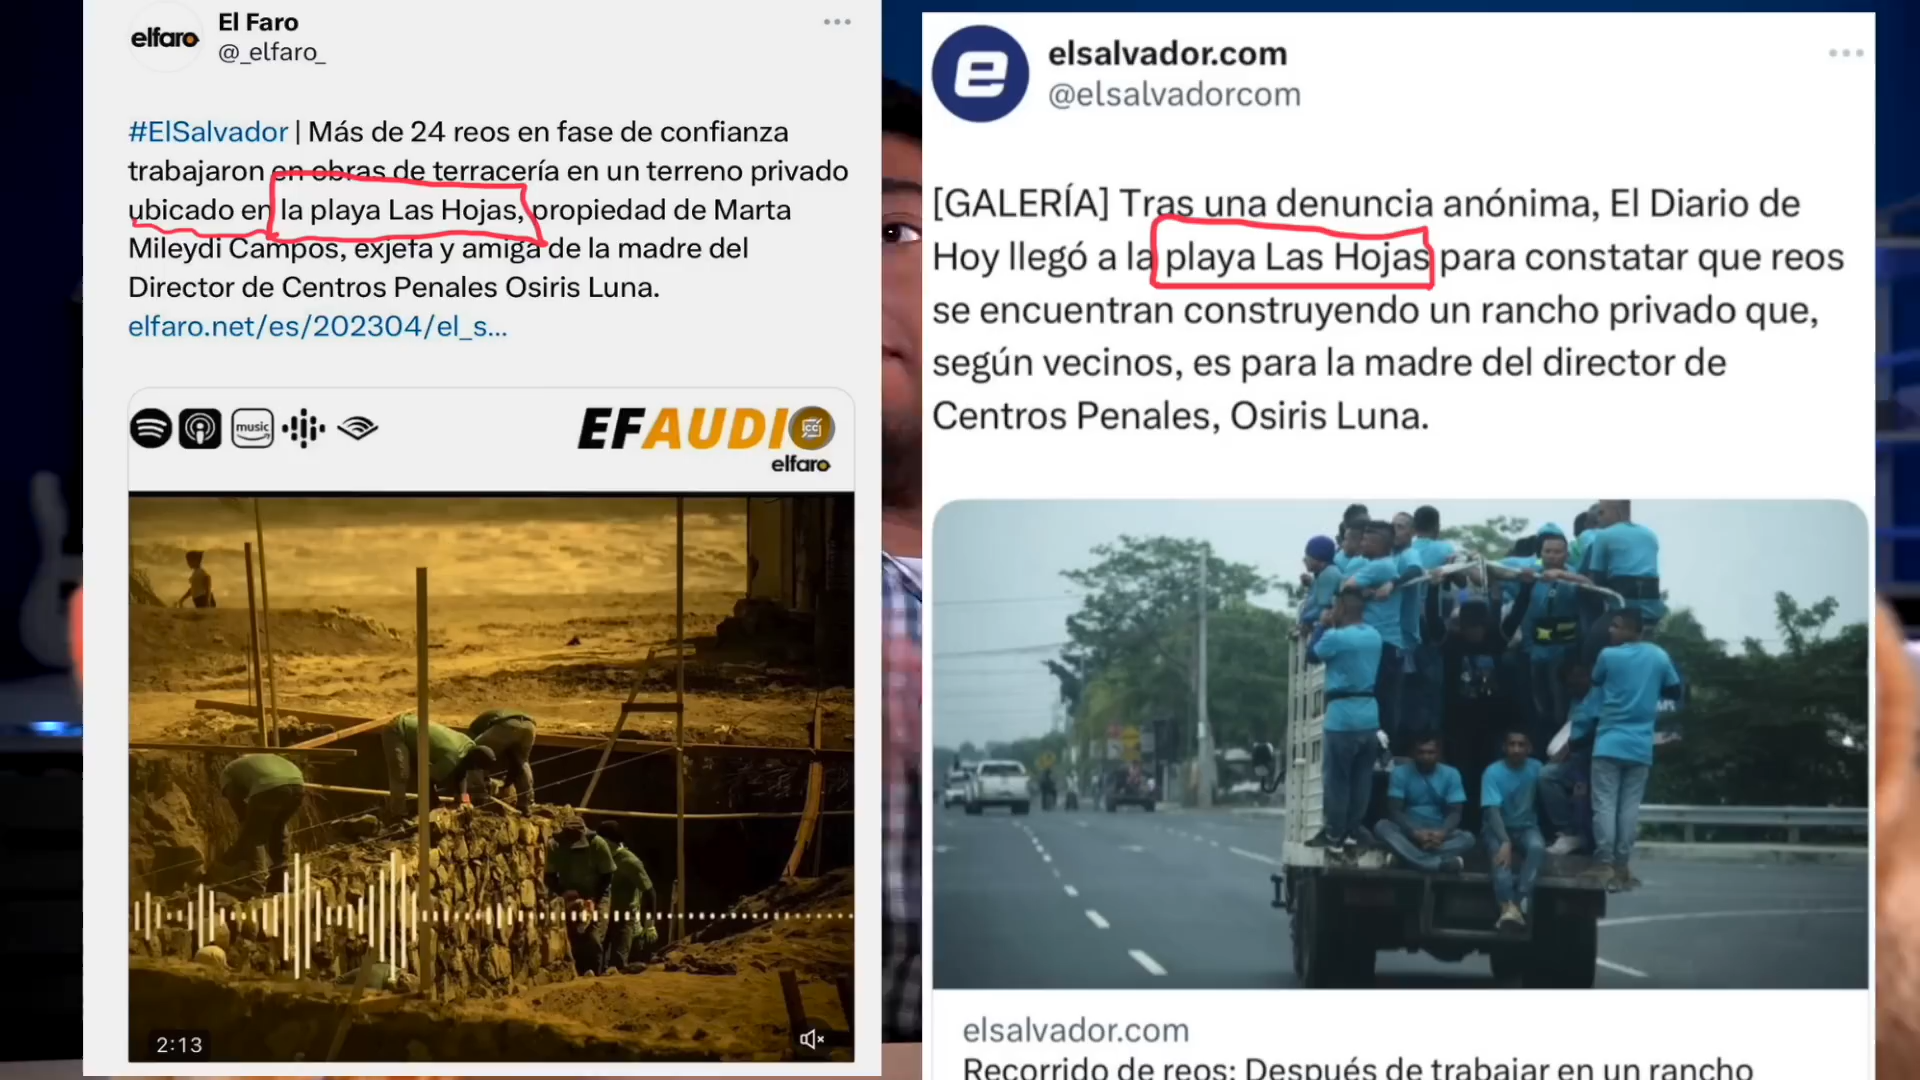 elfaro
El Faro
@_elfaro_
#ElSalvador | Más de 24 reos en fase de confianza
trabajaron en obras de terracería en un terreno privado
ubicado en la playa Las Hojas, propiedad de Marta
Mileydi Campos, exjefa y amiga de la madre del
Director de Centros Penales Osiris Luna.
elfaro.net/es/202304/el_s...
music
EFAUDIO
elfaro
2:13
e
elsalvador.com
@elsalvadorcom
[GALERÍA] Tras una denuncia anónima, El Diario de
Hoy llegó a la playa Las Hojas para constatar que reos
se encuentran construyendo un rancho privado que,
según vecinos, es para la madre del director de
Centros Penales, Osiris Luna.
elsalvador.com
Recorrido de reos: Después de trabajar en un rancho